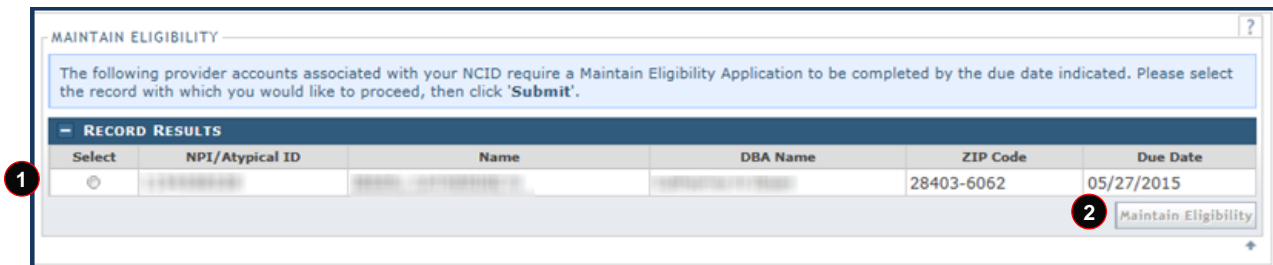 MAINTAIN ELIGIBILITY
?
The following provider accounts associated with your NCID require a Maintain Eligibility Application to be completed by the due date indicated. Please select
the record with which you would like to proceed, then click 'Submit'.
RECORD RESULTS
Select NPI/Atypical ID Name DBA Name ZIP Code Due Date
1 28403-6062 05/27/2015
2 Maintain Eligibility